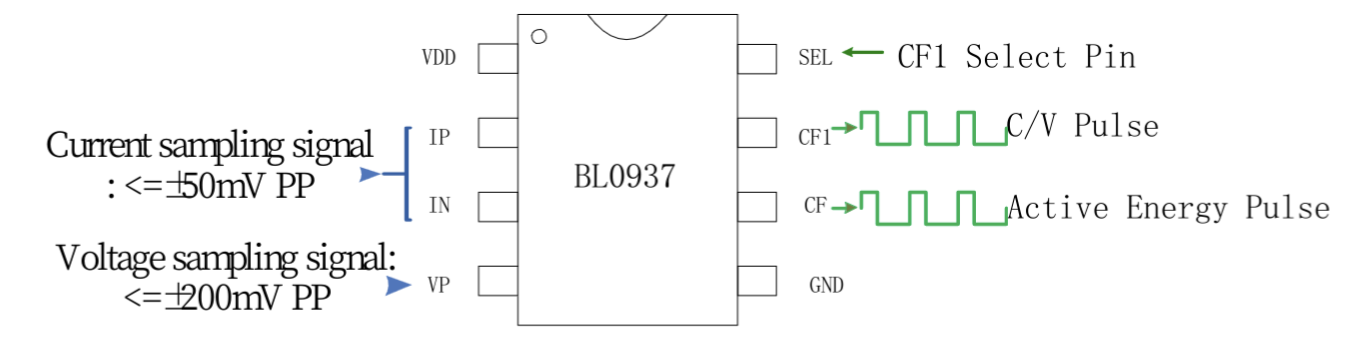 VDD
SEL
CF1 Select Pin
Current sampling signal
: <=±50mV PP
IP
CF1
C/V Pulse
BL0937
IN
CF
Active Energy Pulse
Voltage sampling signal:
<=±200mV PP
VP
GND